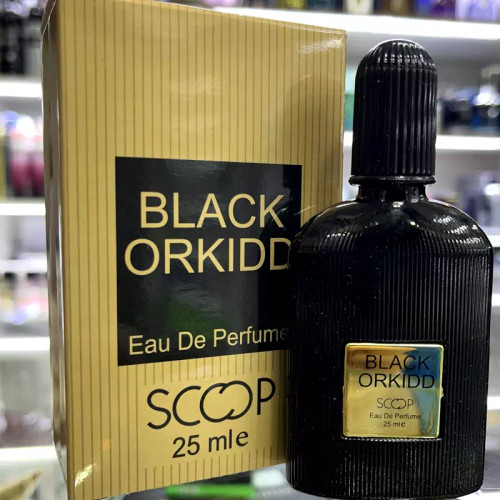 BLACK
ORKIDD
Eau De Perfume
SCOOP
25 mle
BLACK
ORKIDD
SCOOP
Eau De Perfume
25 mle